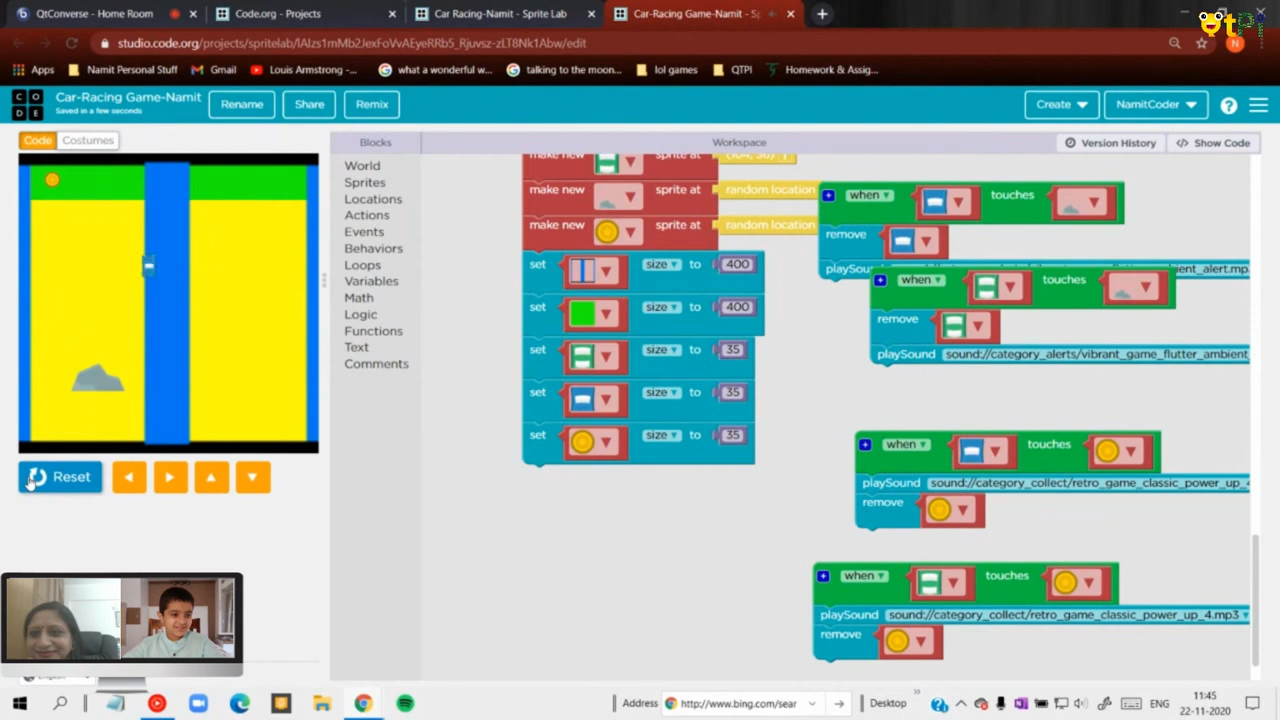 QtConverse - Home Room
Code.org - Projects
Car Racing-Namit - Sprite Lab
Car-Racing Game-Namit - Sp
QtPi
studio.code.org/projects/spritelab/lAlzs1mMb2JexFoVvAEyeRRb5_Rjuvsz-zLT8Nk1Abw/edit
N
Apps
Namit Personal Stuff
Gmail
Louis Armstrong -...
what a wonderful w...
talking to the moon...
lol games
QTPI
Homework & Assig...
C O D E
Car-Racing Game-Namit
Saved in a few seconds
Rename
Share
Remix
Create
NamitCoder
?
Code
Costumes
Blocks
Workspace
Version History
Show Code
World
Sprites
Locations
Actions
Events
Behaviors
Loops
Variables
Math
Logic
Functions
Text
Comments
make new sprite at
make new sprite at random location
make new sprite at random location
set size to 400
set size to 400
set size to 35
set size to 35
set size to 35
when touches
remove
playSou ient_alert.mp
when touches
remove
playSound sound://category_alerts/vibrant_game_flutter_ambient_
when touches
playSound sound://category_collect/retro_game_classic_power_up_4
remove
when touches
playSound sound://category_collect/retro_game_classic_power_up_4.mp3
remove
Reset
Address http://www.bing.com/sear
Desktop
ENG
11:45
22-11-2020